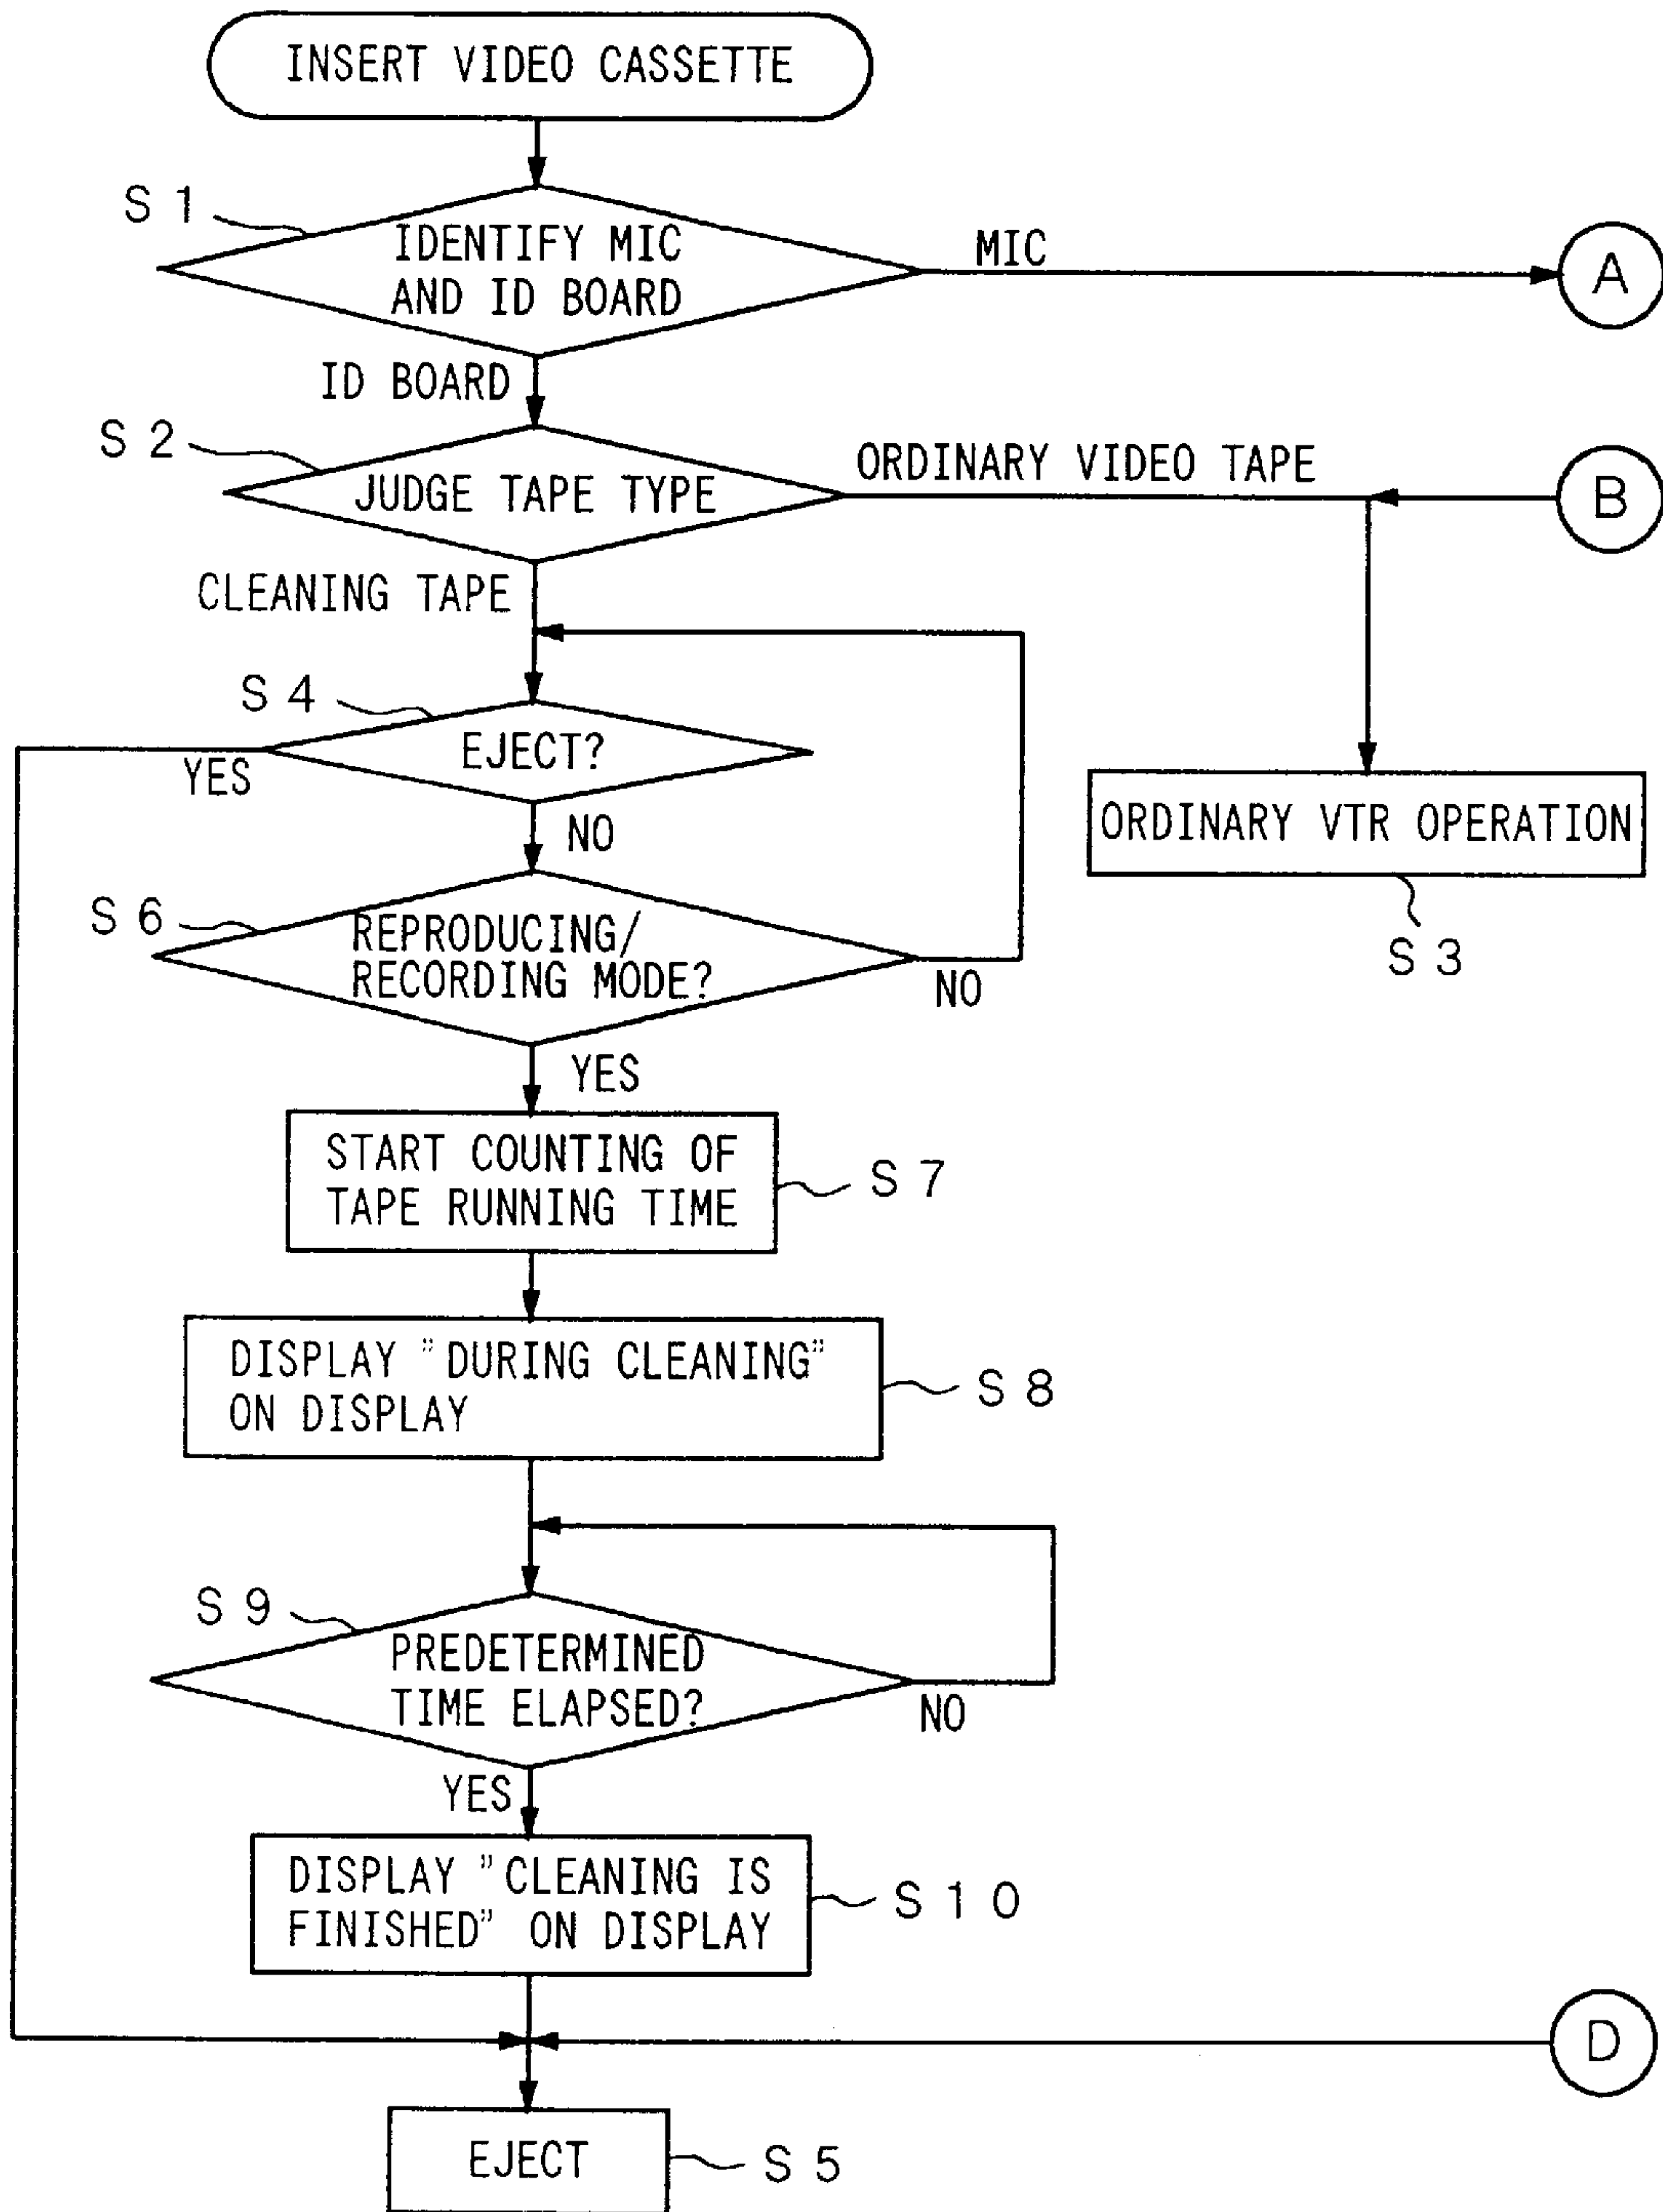 INSERT VIDEO CASSETTE
S 1
IDENTIFY MIC
AND ID BOARD
MIC
A
ID BOARD
S 2
JUDGE TAPE TYPE
ORDINARY VIDEO TAPE
B
CLEANING TAPE
S 4
EJECT?
YES
NO
ORDINARY VTR OPERATION
S 3
S 6
REPRODUCING/
RECORDING MODE?
NO
YES
START COUNTING OF
TAPE RUNNING TIME
S 7
DISPLAY "DURING CLEANING"
ON DISPLAY
S 8
S 9
PREDETERMINED
TIME ELAPSED?
NO
YES
DISPLAY "CLEANING IS
FINISHED" ON DISPLAY
S 1 0
D
EJECT
S 5